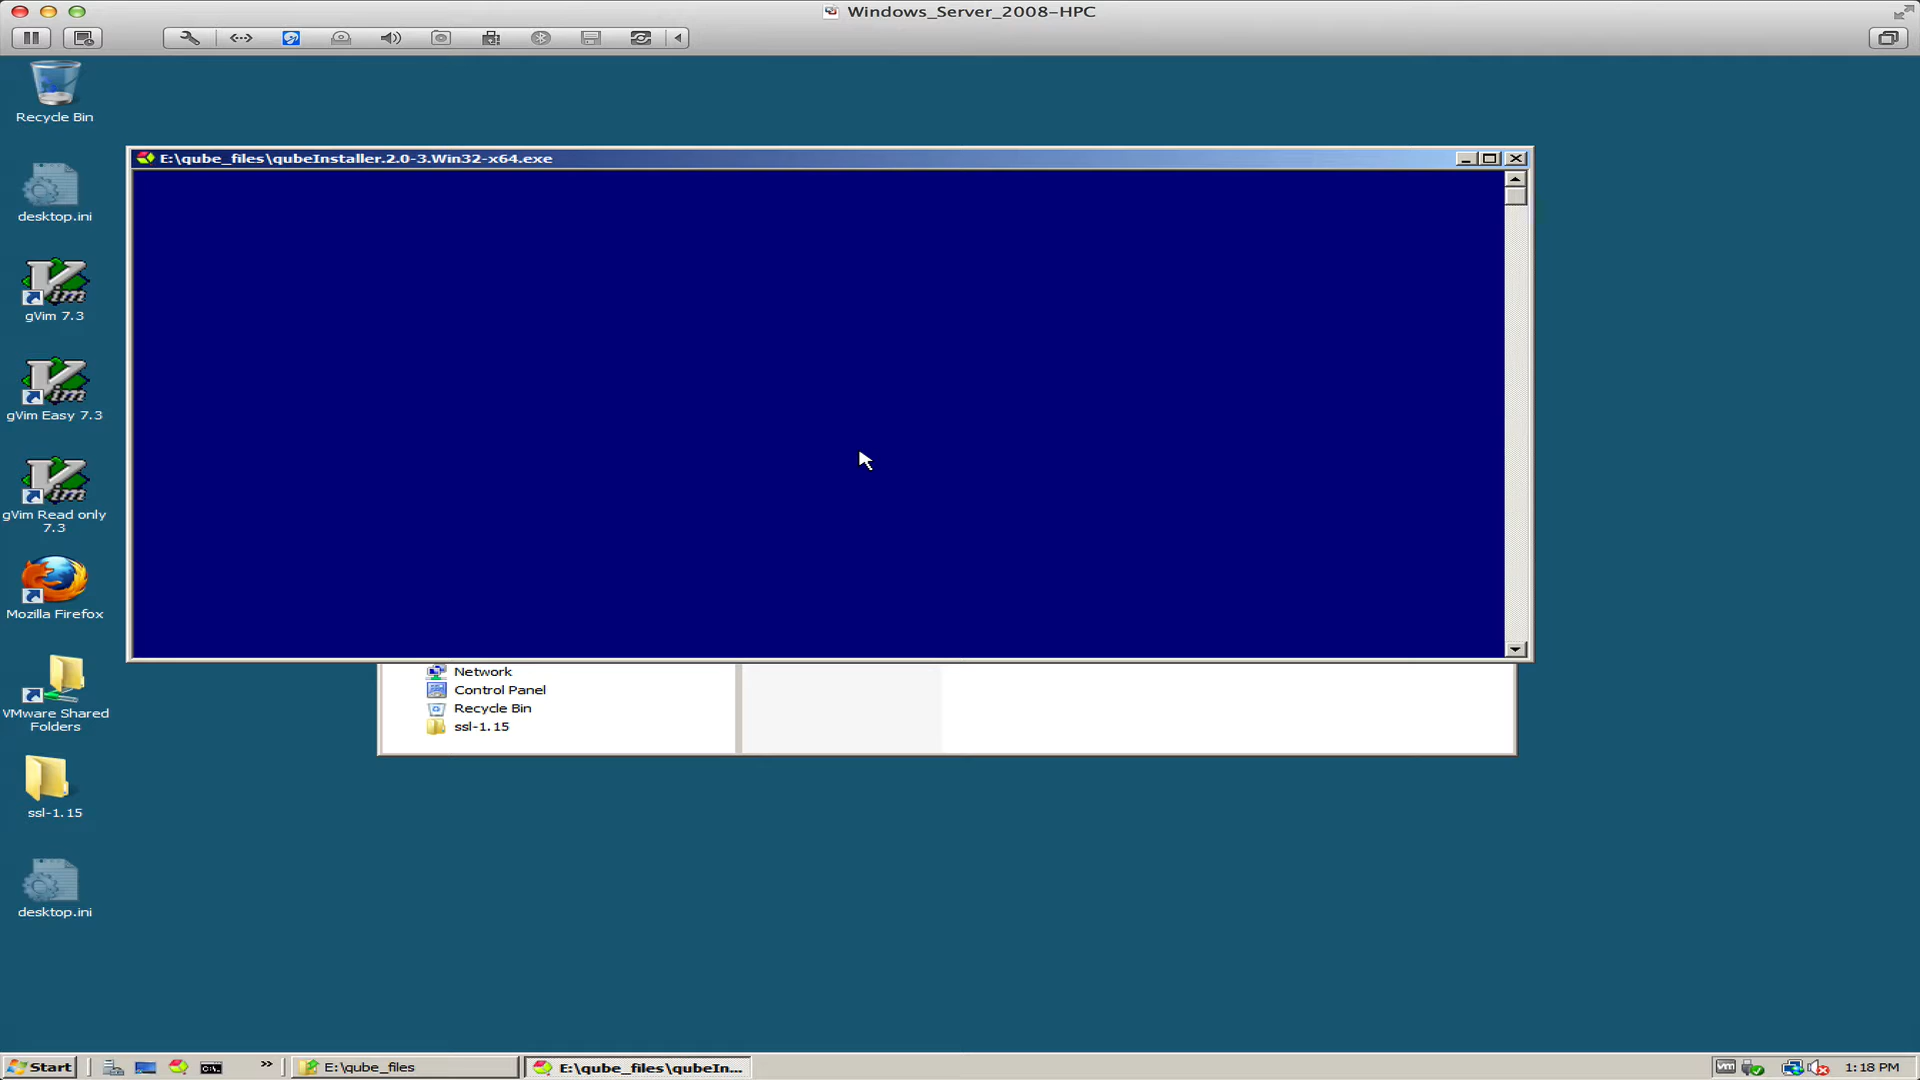 Windows_Server_2008-HPC
Recycle Bin
E:\qube_files\qubeInstaller.2.0-3.Win32-x64.exe
desktop.ini
gVim 7.3
gVim Easy 7.3
gVim Read only
7.3
Mozilla Firefox
Network
Control Panel
Recycle Bin
ssl-1.15
VMware Shared
Folders
ssl-1.15
desktop.ini
Start
E:\qube_files
E:\qube_files\qubeIn...
1:18 PM